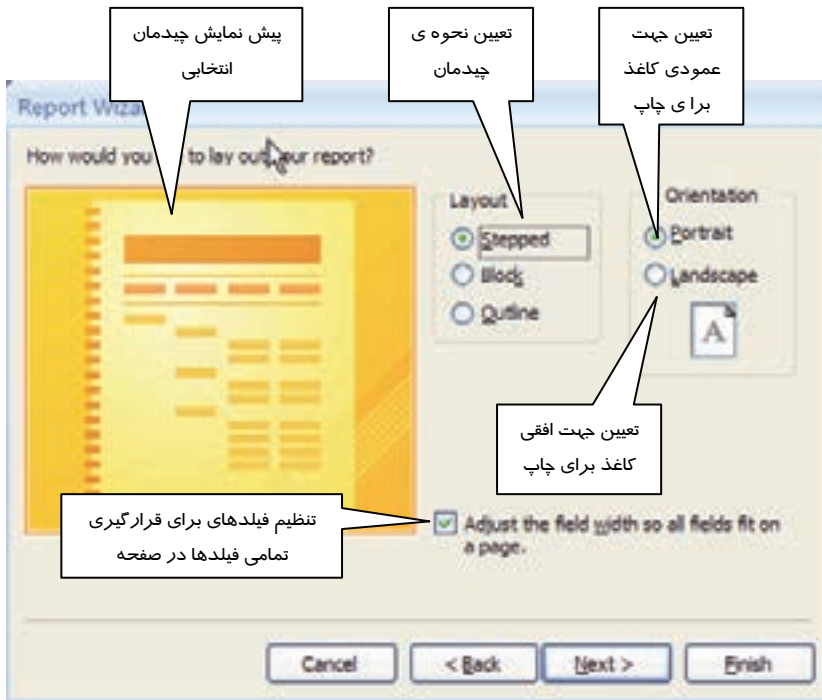 پیش نمایش چیدمان
انتخابی
تعیین نحوه ی
چیدمان
تعیین جهت
عمودی کاغذ
برا ی چاپ
Report Wiza
How would you to lay out your report?
Layout
Stepped
Block
Outline
Orientation
Portrait
Landscape
A
تعیین جهت افقی
کاغذ برای چاپ
تنظیم فیلدهای برای قرارگیری
تمامی فیلدها در صفحه
Adjust the field width so all fields fit on
a page.
Cancel
< Back
Next >
Finish